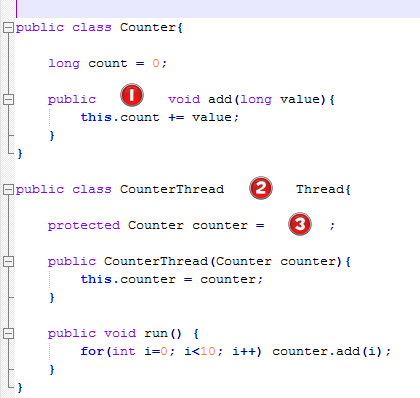 public class Counter{
long count = 0;
public 1 void add(long value){
this.count += value;
}
}
public class CounterThread 2 Thread{
protected Counter counter = 3 ;
public CounterThread(Counter counter){
this.counter = counter;
}
public void run() {
for(int i=0; i<10; i++) counter.add(i);
}
}